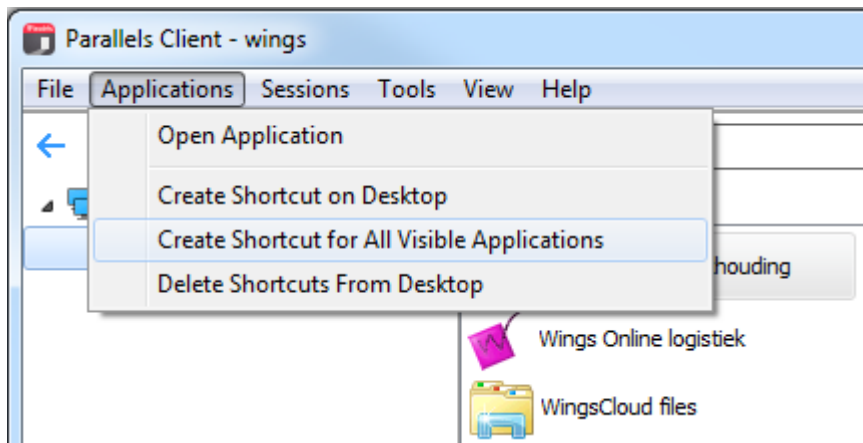 Parallels Client - wings
File Applications Sessions Tools View Help
Open Application
Create Shortcut on Desktop
Create Shortcut for All Visible Applications
Delete Shortcuts From Desktop
houding
Wings Online logistiek
WingsCloud files